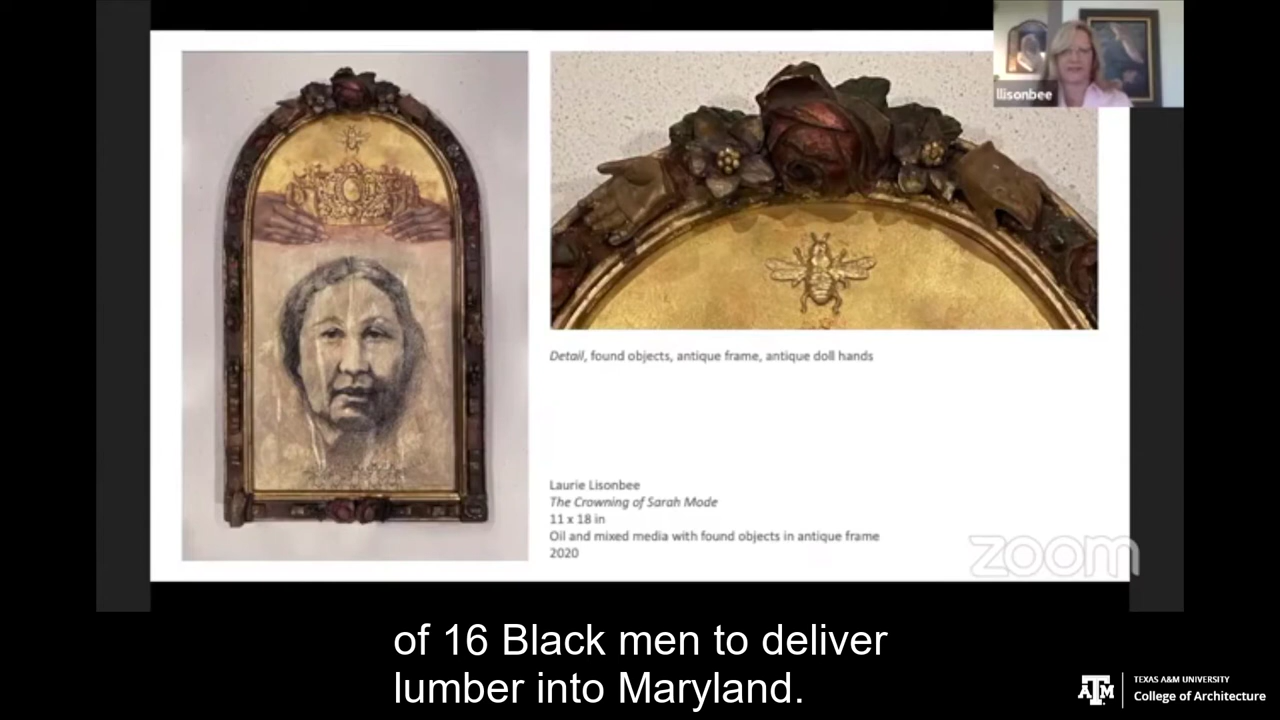 llisonbee
Detail, found objects, antique frame, antique doll hands
Laurie Lisonbee
The Crowning of Sarah Mode
11 x 18 in
Oil and mixed media with found objects in antique frame
2020
zoom
of 16 Black men to deliver
lumber into Maryland.
ATM
TEXAS A&M UNIVERSITY
College of Architecture